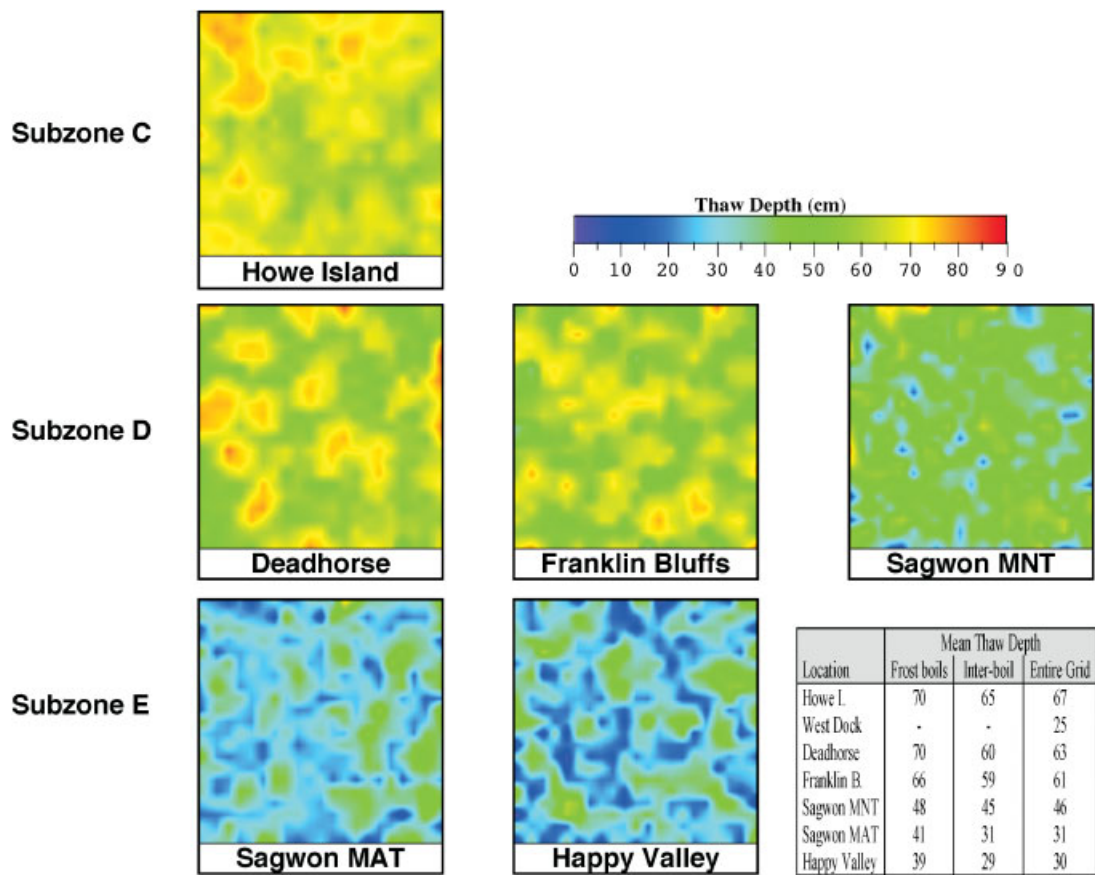 Subzone C
Howe Island
Thaw Depth (cm)
0 10 20 30 40 50 60 70 80 90
Subzone D
Deadhorse
Franklin Bluffs
Sagwon MNT
Subzone E
Sagwon MAT
Happy Valley
Mean Thaw Depth
Location Frost boils Inter-boil Entire Grid
Howe I. 70 65 67
West Dock - - 25
Deadhorse 70 60 63
Franklin B. 66 59 61
Sagwon MNT 48 45 46
Sagwon MAT 41 31 31
Happy Valley 39 29 30